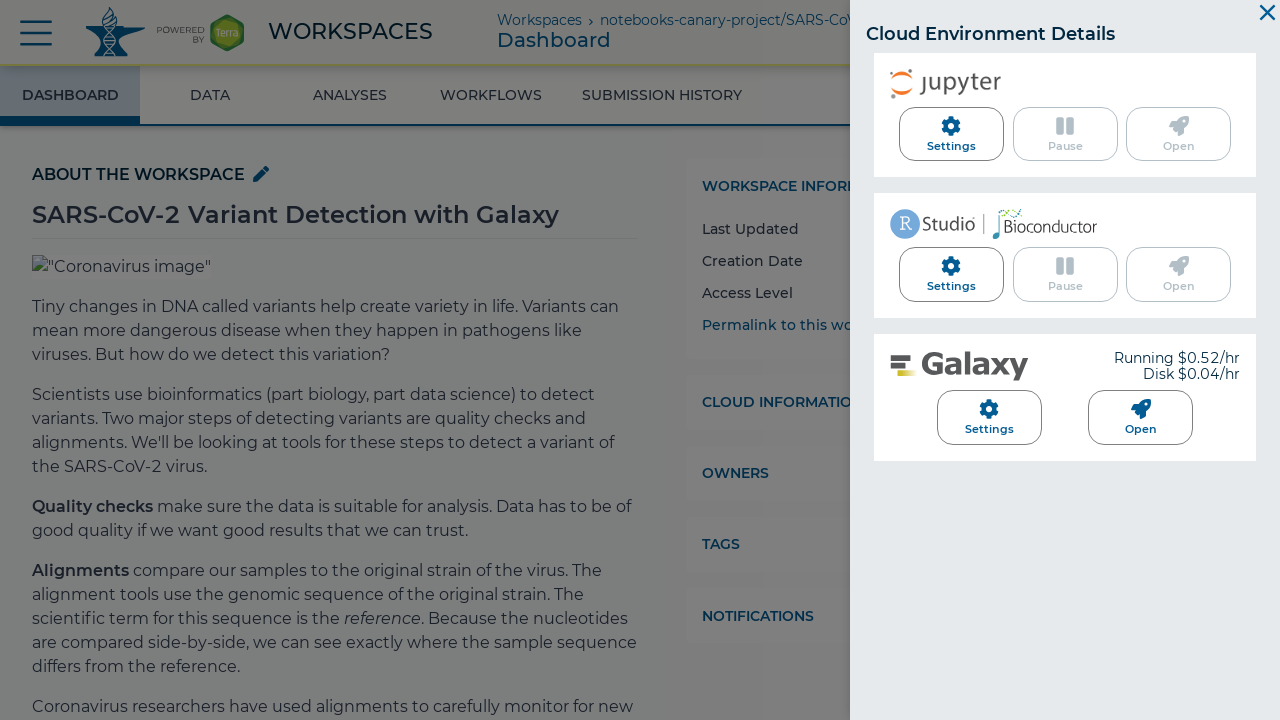 POWERED BY Terra
WORKSPACES
Workspaces › notebooks-canary-project/SARS-CoV
Dashboard
DASHBOARD
DATA
ANALYSES
WORKFLOWS
SUBMISSION HISTORY
ABOUT THE WORKSPACE
SARS-CoV-2 Variant Detection with Galaxy
"Coronavirus image"
Tiny changes in DNA called variants help create variety in life. Variants can
mean more dangerous disease when they happen in pathogens like
viruses. But how do we detect this variation?
Scientists use bioinformatics (part biology, part data science) to detect
variants. Two major steps of detecting variants are quality checks and
alignments. We'll be looking at tools for these steps to detect a variant of
the SARS-CoV-2 virus.
Quality checks make sure the data is suitable for analysis. Data has to be of
good quality if we want good results that we can trust.
Alignments compare our samples to the original strain of the virus. The
alignment tools use the genomic sequence of the original strain. The
scientific term for this sequence is the reference. Because the nucleotides
are compared side-by-side, we can see exactly where the sample sequence
differs from the reference.
Coronavirus researchers have used alignments to carefully monitor for new
WORKSPACE INFOR
Last Updated
Creation Date
Access Level
Permalink to this wo
CLOUD INFORMATIO
OWNERS
TAGS
NOTIFICATIONS
Cloud Environment Details
jupyter
Settings
Pause
Open
R Studio | Bioconductor
Settings
Pause
Open
Galaxy
Running $0.52/hr
Disk $0.04/hr
Settings
Open